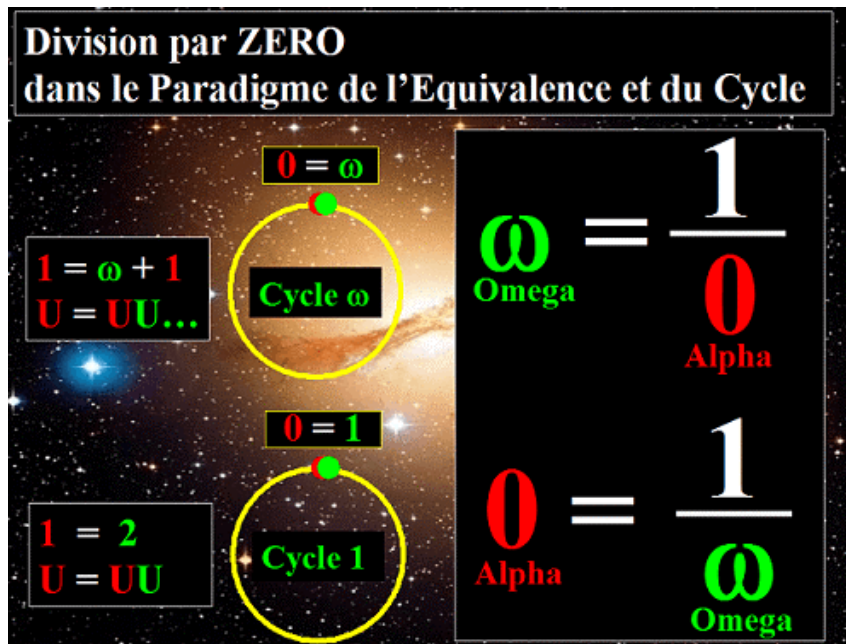 Division par ZERO
dans le Paradigme de l’Equivalence et du Cycle
0 = ω
1 = ω + 1
U = UU...
Cycle ω
0 = 1
1 = 2
U = UU
Cycle 1
ω = 1/0
Omega
Alpha
0 = 1/ω
Alpha
Omega